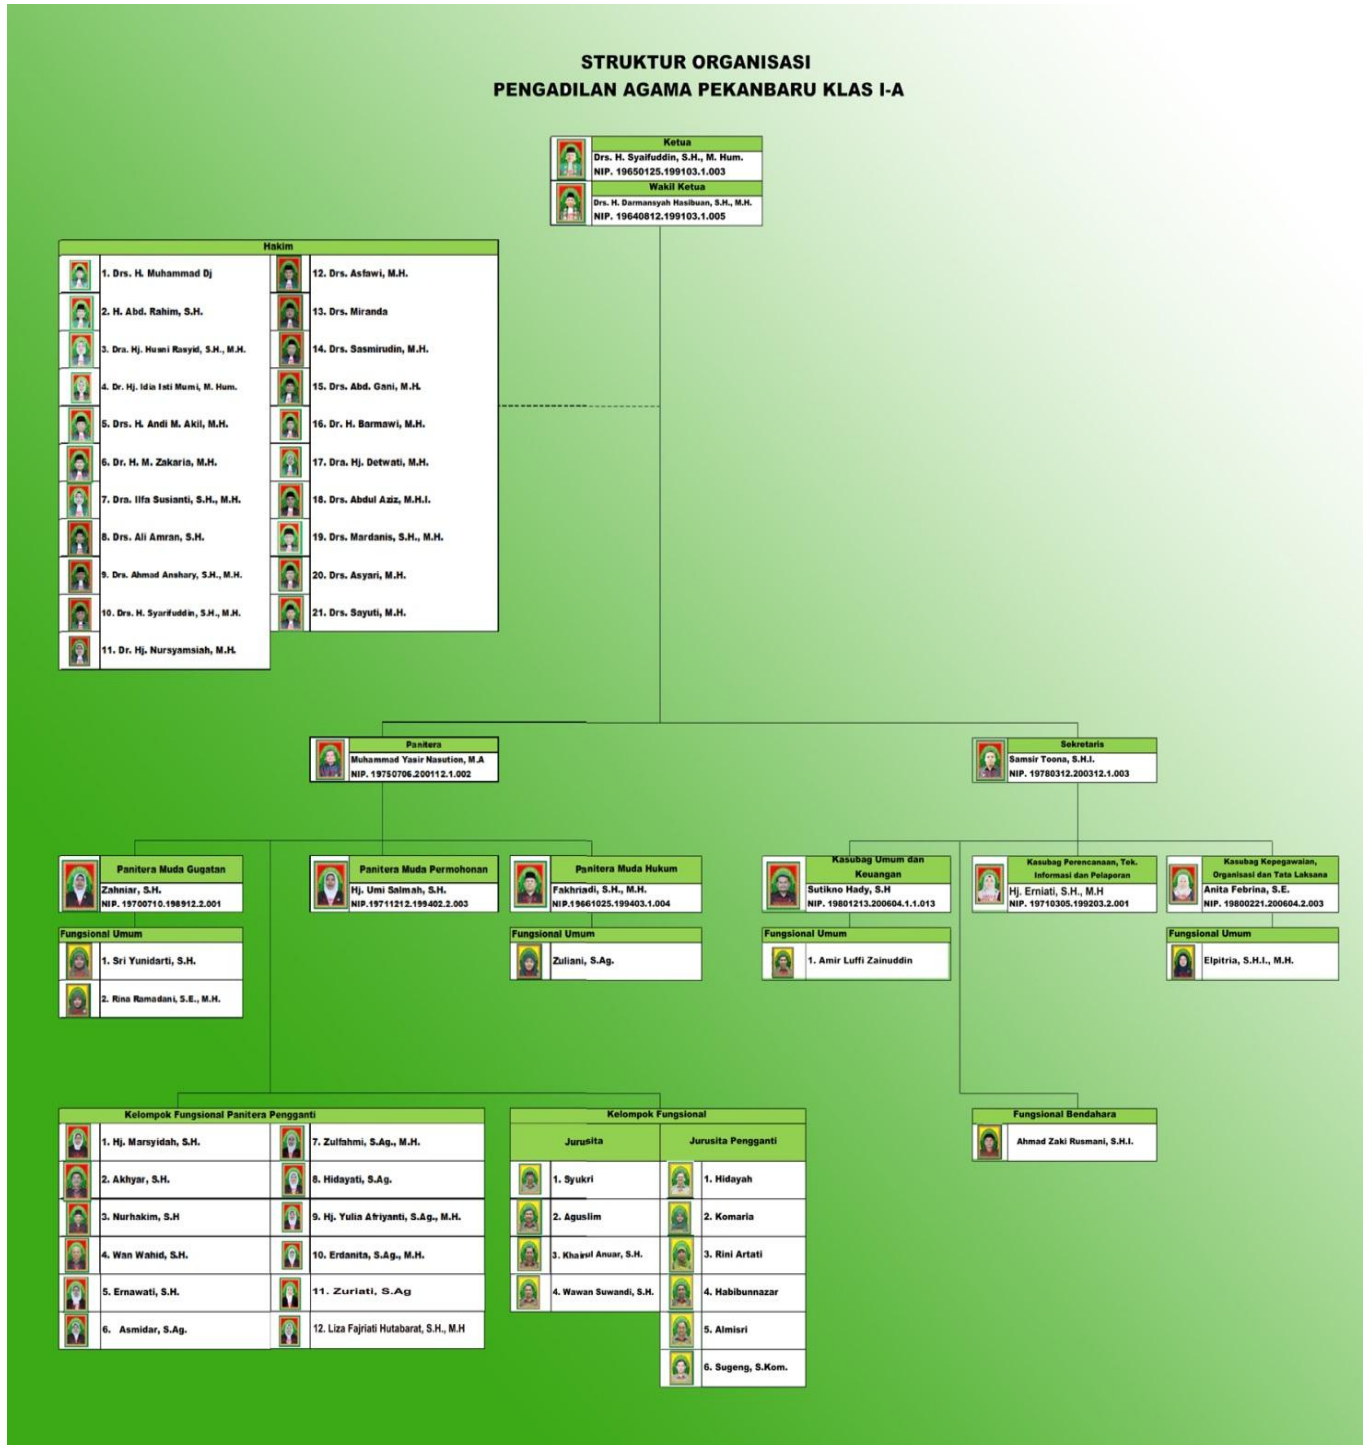 STRUKTUR ORGANISASI
PENGADILAN AGAMA PEKANBARU KLAS I-A
Ketua
Drs. H. Syaifuddin, S.H., M. Hum.
NIP. 19650125.199103.1.003
Wakil Ketua
Drs. H. Darmansyah Hasibuan, S.H., M.H.
NIP. 19640812.199103.1.005
Hakim
1. Drs. H. Muhammad Dj
2. H. Abd. Rahim, S.H.
3. Dra. Hj. Husni Rasyid, S.H., M.H.
4. Dr. Hj. Idia Isti Murni, M. Hum.
5. Drs. H. Andi M. Akil, M.H.
6. Dr. H. M. Zakaria, M.H.
7. Dra. Ilfa Susianti, S.H., M.H.
8. Drs. Ali Amran, S.H.
9. Drs. Ahmad Anshary, S.H., M.H.
10. Drs. H. Syarifuddin, S.H., M.H.
11. Dr. Hj. Nursyamsiah, M.H.
12. Drs. Asfawi, M.H.
13. Drs. Miranda
14. Drs. Sasmirudin, M.H.
15. Drs. Abd. Gani, M.H.
16. Dr. H. Barmawi, M.H.
17. Dra. Hj. Detwati, M.H.
18. Drs. Abdul Aziz, M.H.I.
19. Drs. Mardanis, S.H., M.H.
20. Drs. Asyari, M.H.
21. Drs. Sayuti, M.H.
Panitera
Muhammad Yasir Nasution, M.A
NIP. 19750706.200112.1.002
Sekretaris
Samsir Toona, S.H.I.
NIP. 19780312.200312.1.003
Panitera Muda Gugatan
Zahniar, S.H.
NIP. 19700710.198912.2.001
Fungsional Umum
1. Sri Yunidarti, S.H.
2. Rina Ramadani, S.E., M.H.
Panitera Muda Permohonan
Hj. Umi Salmah, S.H.
NIP.19711212.199402.2.003
Panitera Muda Hukum
Fakhriadi, S.H., M.H.
NIP.19661025.199403.1.004
Fungsional Umum
Zuliani, S.Ag.
Kasubag Umum dan
Keuangan
Sutikno Hady, S.H
NIP. 19801213.200604.1.1.013
Fungsional Umum
1. Amir Luffi Zainuddin
Kasubag Perencanaan, Tek.
Informasi dan Pelaporan
Hj. Erniati, S.H., M.H
NIP. 19710305.199203.2.001
Kasubag Kepegawaian,
Organisasi dan Tata Laksana
Anita Febrina, S.E.
NIP. 19800221.200604.2.003
Fungsional Umum
Elpitria, S.H.I., M.H.
Kelompok Fungsional Panitera Pengganti
1. Hj. Marsyidah, S.H.
2. Akhyar, S.H.
3. Nurhakim, S.H
4. Wan Wahid, S.H.
5. Ernawati, S.H.
6. Asmidar, S.Ag.
7. Zulfahmi, S.Ag., M.H.
8. Hidayati, S.Ag.
9. Hj. Yulia Afriyanti, S.Ag., M.H.
10. Erdanita, S.Ag., M.H.
11. Zuriati, S.Ag
12. Liza Fajriati Hutabarat, S.H., M.H
Kelompok Fungsional
Jurusita
1. Syukri
2. Aguslim
3. Khairul Anuar, S.H.
4. Wawan Suwandi, S.H.
Jurusita Pengganti
1. Hidayah
2. Komaria
3. Rini Artati
4. Habibunnazar
5. Almisri
6. Sugeng, S.Kom.
Fungsional Bendahara
Ahmad Zaki Rusmani, S.H.I.